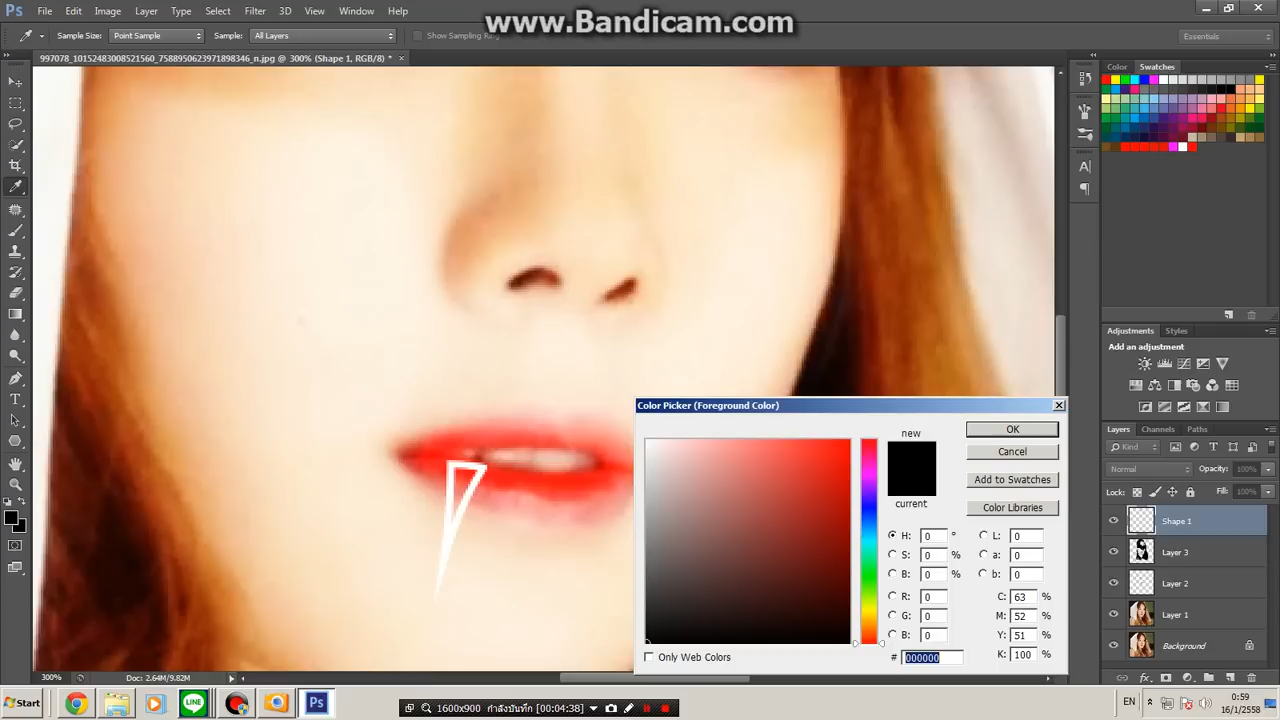 www.Bandicam.com
Ps File Edit Image Layer Type Select Filter 3D View Window Help
Sample Size: Point Sample Sample: All Layers Show Sampling Ring Essentials
997078_10152483008521560_7588950623971898346_n.jpg @ 300% (Shape 1, RGB/8) *
Color Swatches
Adjustments Styles
Add an adjustment
Layers Channels Paths
Kind
Normal Opacity: 100%
Lock: Fill: 100%
Shape 1
Layer 3
Layer 2
Layer 1
Background
Color Picker (Foreground Color)
new
current
OK
Cancel
Add to Swatches
Color Libraries
H: 0 °
S: 0 %
B: 0 %
R: 0
G: 0
B: 0
L: 0
a: 0
b: 0
C: 63 %
M: 52 %
Y: 51 %
K: 100 %
Only Web Colors
# 000000
300% Doc: 2.64M/9.82M
Start LINE Ps 1600x900 กำลังบันทึก [00:04:38] EN 0:59
16/1/2558